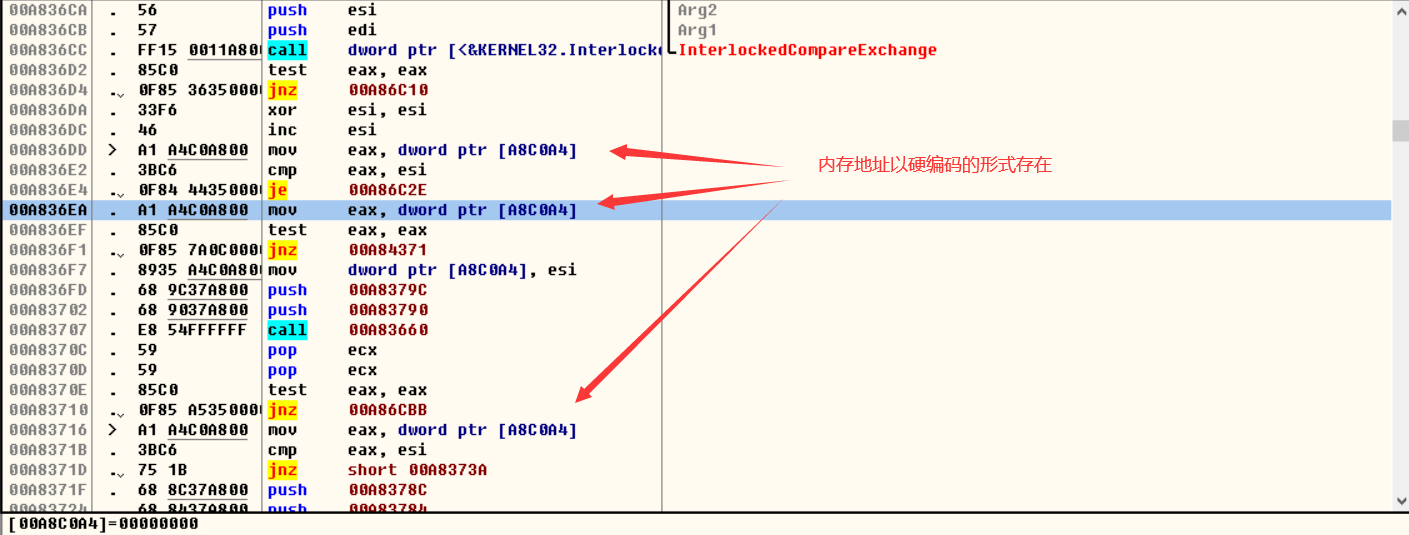 00A836CA . 56 push esi Arg2
00A836CB . 57 push edi Arg1
00A836CC . FF15 0011A80 call dword ptr [<&KERNEL32.Interlocke InterlockedCompareExchange
00A836D2 . 85C0 test eax, eax
00A836D4 . 0F85 36350000 jnz 00A86C10
00A836DA . 33F6 xor esi, esi
00A836DC . 46 inc esi
00A836DD > A1 A4C0A800 mov eax, dword ptr [A8C0A4]
内存地址以硬编码的形式存在
00A836E2 . 3BC6 cmp eax, esi
00A836E4 . 0F84 44350000 je 00A86C2E
00A836EA . A1 A4C0A800 mov eax, dword ptr [A8C0A4]
00A836EF . 85C0 test eax, eax
00A836F1 . 0F85 7A0C0000 jnz 00A84371
00A836F7 . 8935 A4C0A80 mov dword ptr [A8C0A4], esi
00A836FD . 68 9C37A800 push 00A8379C
00A83702 . 68 9037A800 push 00A83790
00A83707 . E8 54FFFFFF call 00A83660
00A8370C . 59 pop ecx
00A8370D . 59 pop ecx
00A8370E . 85C0 test eax, eax
00A83710 . 0F85 A5350000 jnz 00A86CBB
00A83716 > A1 A4C0A800 mov eax, dword ptr [A8C0A4]
00A8371B . 3BC6 cmp eax, esi
00A8371D . 75 1B jnz short 00A8373A
00A8371F . 68 8C37A800 push 00A8378C
00A83724 . 68 8437A800 push 00A83784
[00A8C0A4]=00000000